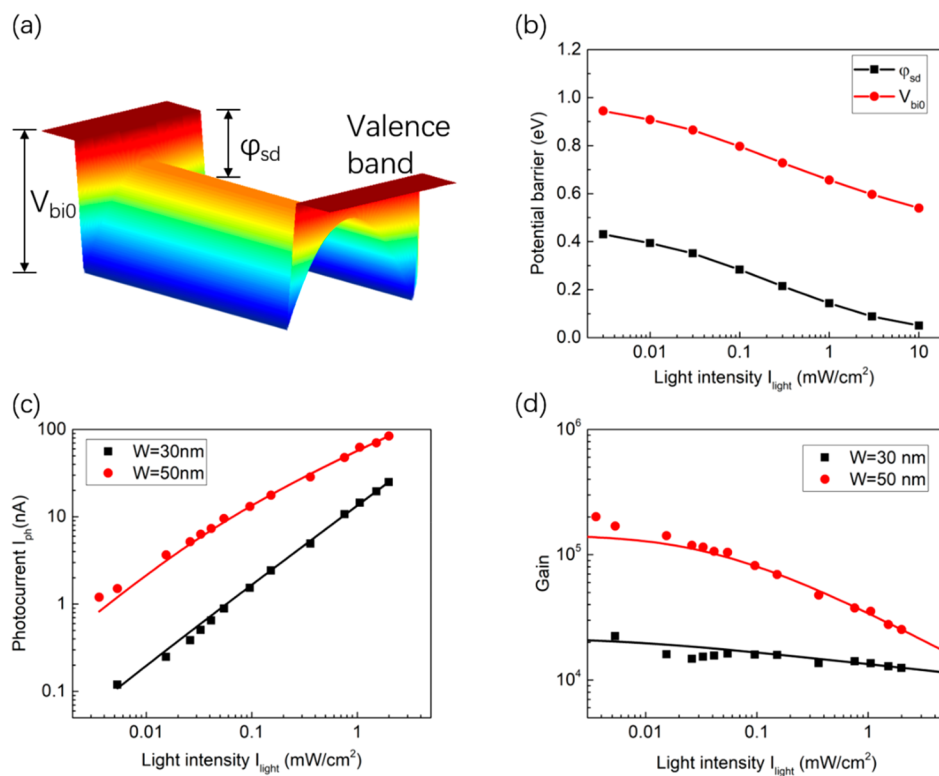 (a)
V_bi0
φ_sd
Valence
band
(b)
Potential barrier (eV)
1.2
1.0
0.8
0.6
0.4
0.2
0.0
φ_sd
V_bi0
0.01 0.1 1 10
Light intensity I_light (mW/cm²)
(c)
Photocurrent I_ph(nA)
100
10
1
0.1
W=30nm
W=50nm
0.01 0.1 1
Light intensity I_light (mW/cm²)
(d)
Gain
10⁶
10⁵
10⁴
W=30 nm
W=50 nm
0.01 0.1 1
Light intensity I_light (mW/cm²)